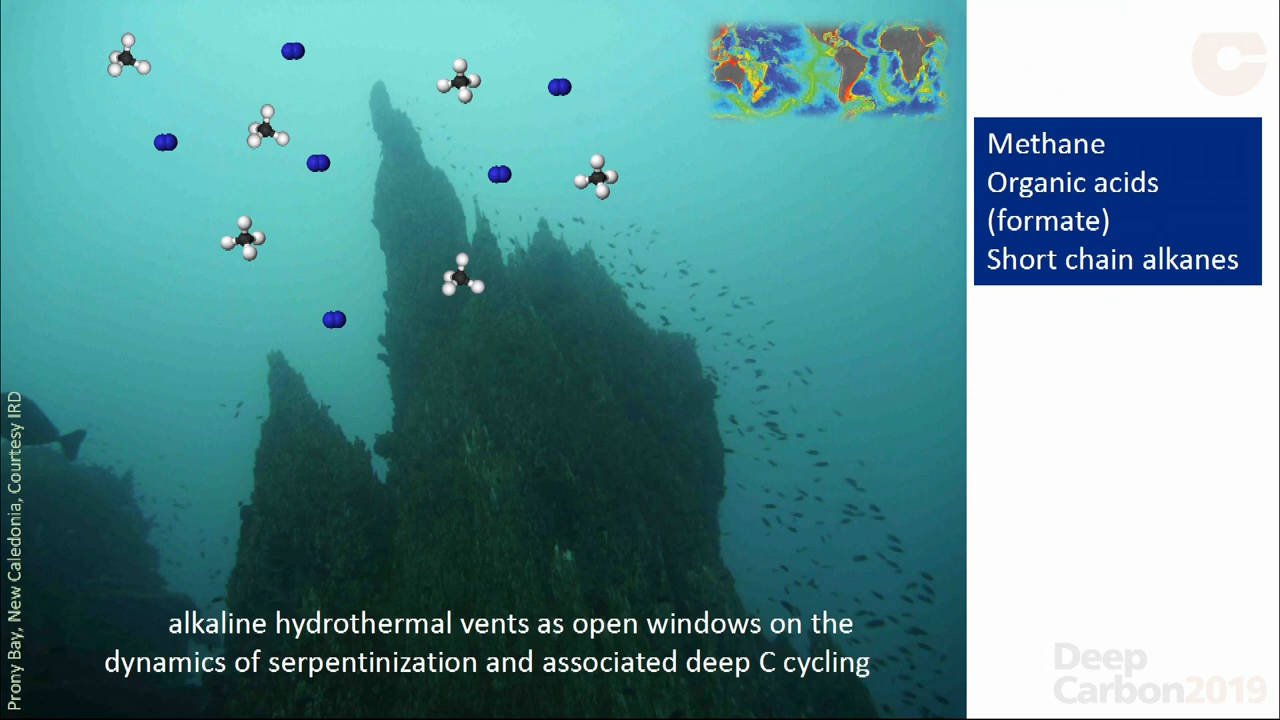 Methane
Organic acids
(formate)
Short chain alkanes
Prony Bay, New Caledonia, Courtesy IRD
alkaline hydrothermal vents as open windows on the
dynamics of serpentinization and associated deep C cycling
Deep
Carbon2019